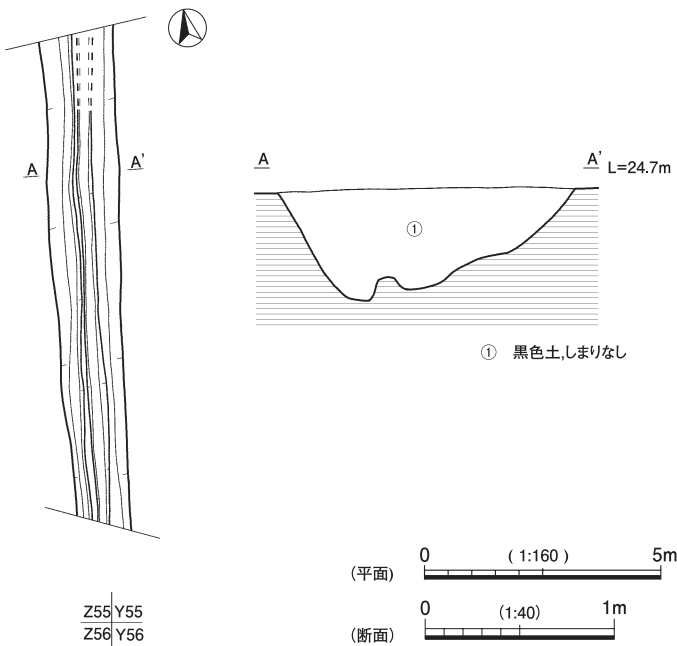 A A'
A A' L=24.7m
①
① 黒色土,しまりなし
0 (1:160) 5m
(平面)
0 (1:40) 1m
(断面)
Z55 Y55
Z56 Y56